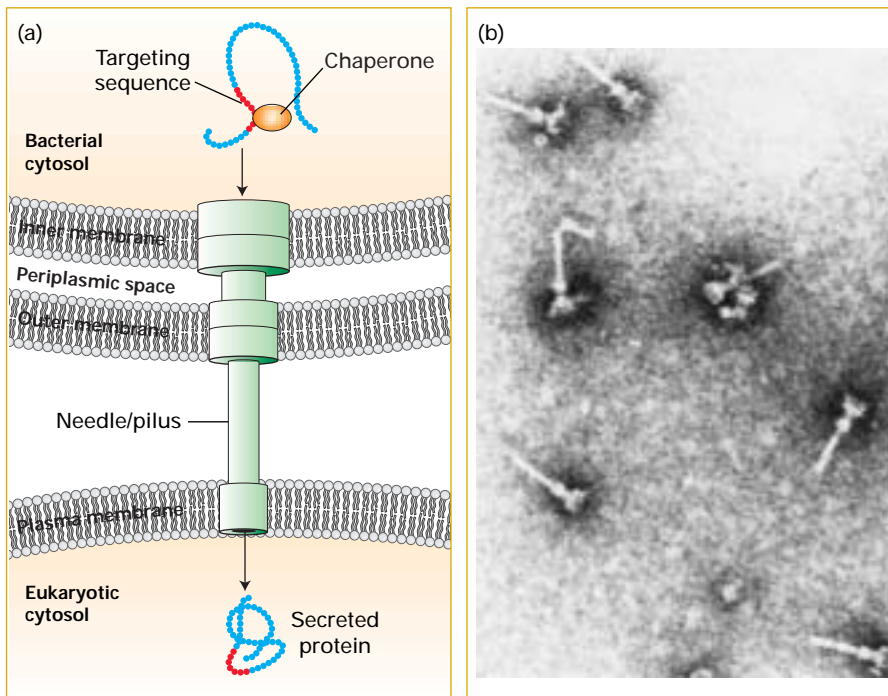 (a)
Targeting
sequence
Chaperone
Bacterial
cytosol
Inner membrane
Periplasmic space
Outer membrane
Needle/pilus
Plasma membrane
Eukaryotic
cytosol
Secreted
protein
(b)